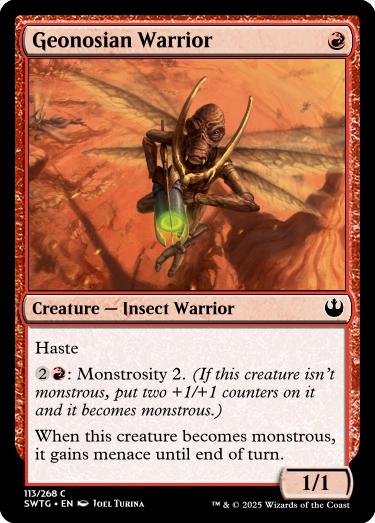 Geonosian Warrior
Creature — Insect Warrior
Haste
2: Monstrosity 2. (If this creature isn't
monstrous, put two +1/+1 counters on it
and it becomes monstrous.)
When this creature becomes monstrous,
it gains menace until end of turn.
1/1
113/268 C
SWTG • EN Joel Turina
™ & © 2025 Wizards of the Coast